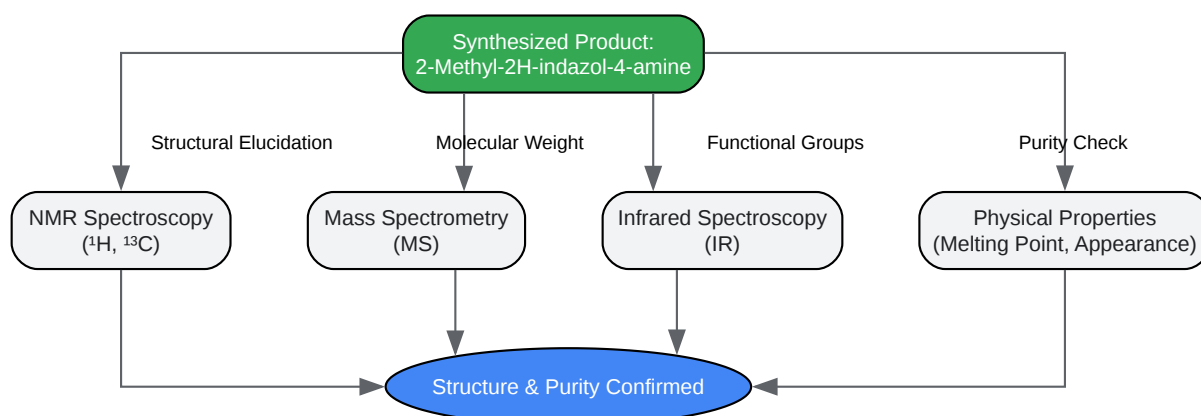 Synthesized Product:
2-Methyl-2H-indazol-4-amine
Structural Elucidation
Molecular Weight
Functional Groups
Purity Check
NMR Spectroscopy
(¹H, ¹³C)
Mass Spectrometry
(MS)
Infrared Spectroscopy
(IR)
Physical Properties
(Melting Point, Appearance)
Structure & Purity Confirmed